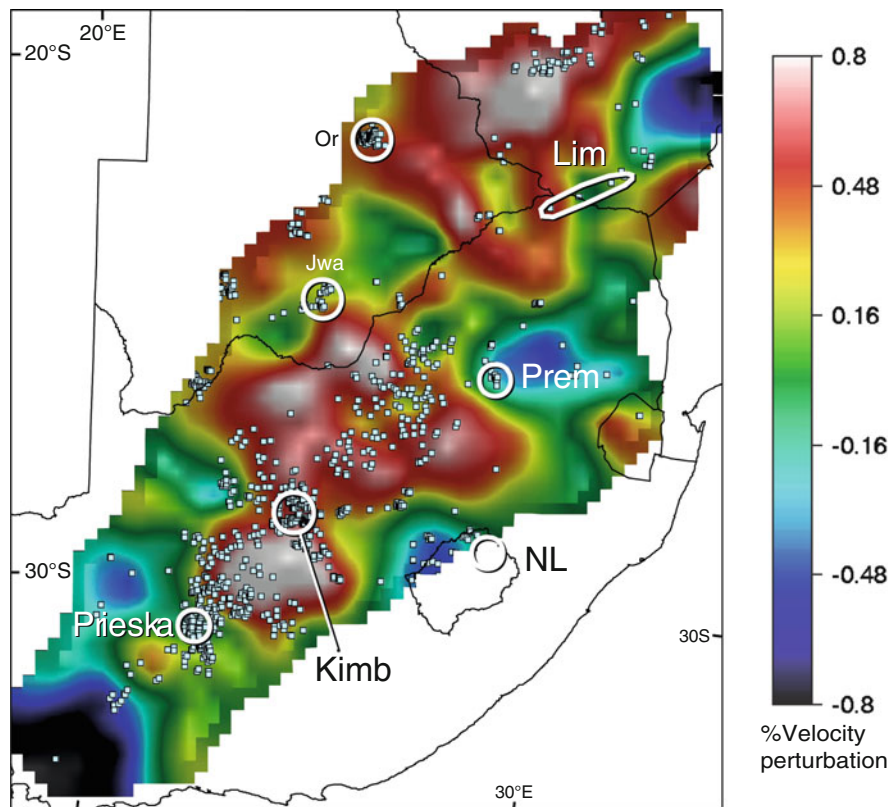 20°E
20°S
0.8
Or
Lim
0.48
Jwa
0.16
Prem
-0.16
NL
-0.48
30°S
Prieska
30S
Kimb
-0.8
%Velocity
perturbation
30°E